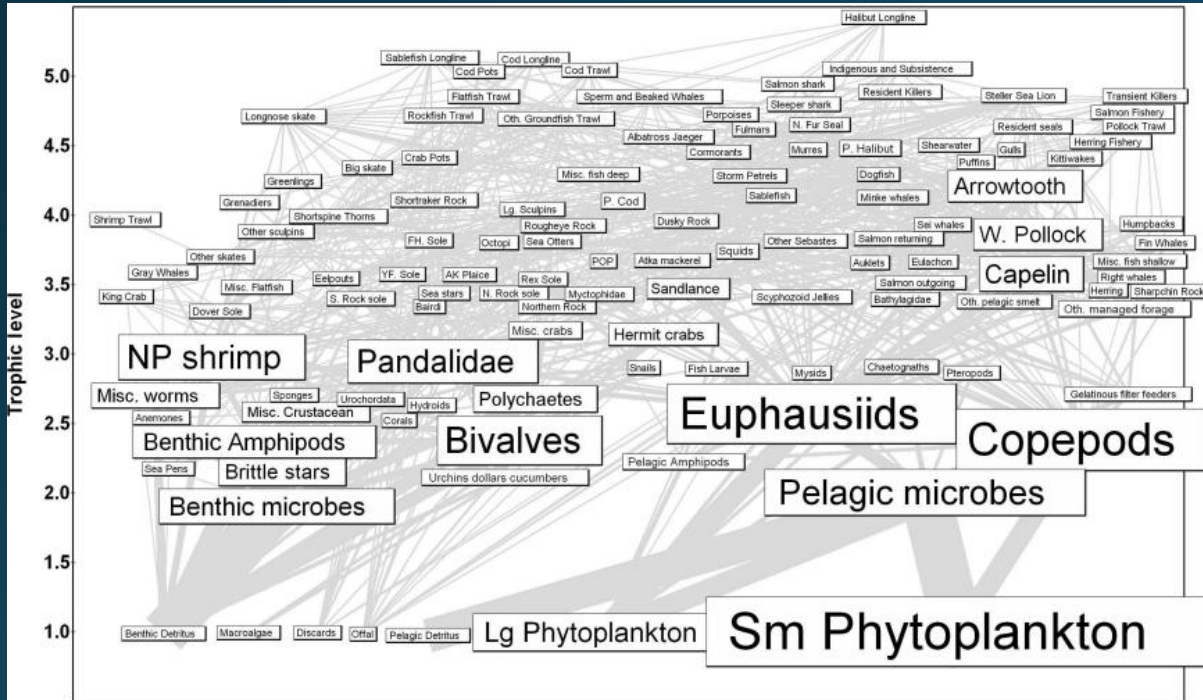 Halibut Longline
Sablefish Longline
Cod Longline
Cod Pots
Cod Trawl
Indigenous and Subsistence
5.0
Salmon shark
Flatfish Trawl
Sperm and Beaked Whales
Resident Killers
Steller Sea Lion
Transient Killers
Sleeper shark
Longnose skate
Rockfish Trawl
Oth. Groundfish Trawl
Porpoises
Salmon Fishery
Fulmars
N. Fur Seal
Resident seals
Pollock Trawl
Albatross Jaeger
Herring Fishery
4.5
Cormorants
Murres
P. Halibut
Shearwater
Gulls
Kittiwakes
Crab Pots
Big skate
Puffins
Greenlings
Misc. fish deep
Storm Petrels
Dogfish
Arrowtooth
Grenadiers
Shortraker Rock
Sablefish
Minke whales
P. Cod
4.0
Shrimp Trawl
Shortspine Thorns
Lg. Sculpins
Dusky Rock
Rougheye Rock
Sei whales
Humpbacks
Other sculpins
FH. Sole
Octopi
Sea Otters
Other Sebastes
Salmon returning
W. Pollock
Fin Whales
Squids
Other skates
POP
Atka mackerel
Auklets
Eulachon
Misc. fish shallow
Gray Whales
YF. Sole
AK Plaice
Capelin
Right whales
Eelpouts
Rex Sole
Misc. Flatfish
Sandlance
Salmon outgoing
Herring
Sharpchin Rock
3.5
King Crab
S. Rock sole
Sea stars
N. Rock sole
Myctophidae
Scyphozoid Jellies
Bathylagidae
Oth. pelagic smelt
Dover Sole
Bairdi
Northern Rock
Oth. managed forage
Misc. crabs
Hermit crabs
3.0
NP shrimp
Pandalidae
Snails
Fish Larvae
Mysids
Chaetognaths
Pteropods
Misc. worms
Sponges
Urochordata
Hydroids
Polychaetes
Gelatinous filter feeders
Trophic level
Anemones
Misc. Crustacean
Corals
Euphausiids
2.5
Benthic Amphipods
Bivalves
Copepods
Sea Pens
Brittle stars
Urchins dollars cucumbers
Pelagic Amphipods
2.0
Benthic microbes
Pelagic microbes
1.5
1.0
Benthic Detritus
Macroalgae
Discards
Offal
Pelagic Detritus
Lg Phytoplankton
Sm Phytoplankton